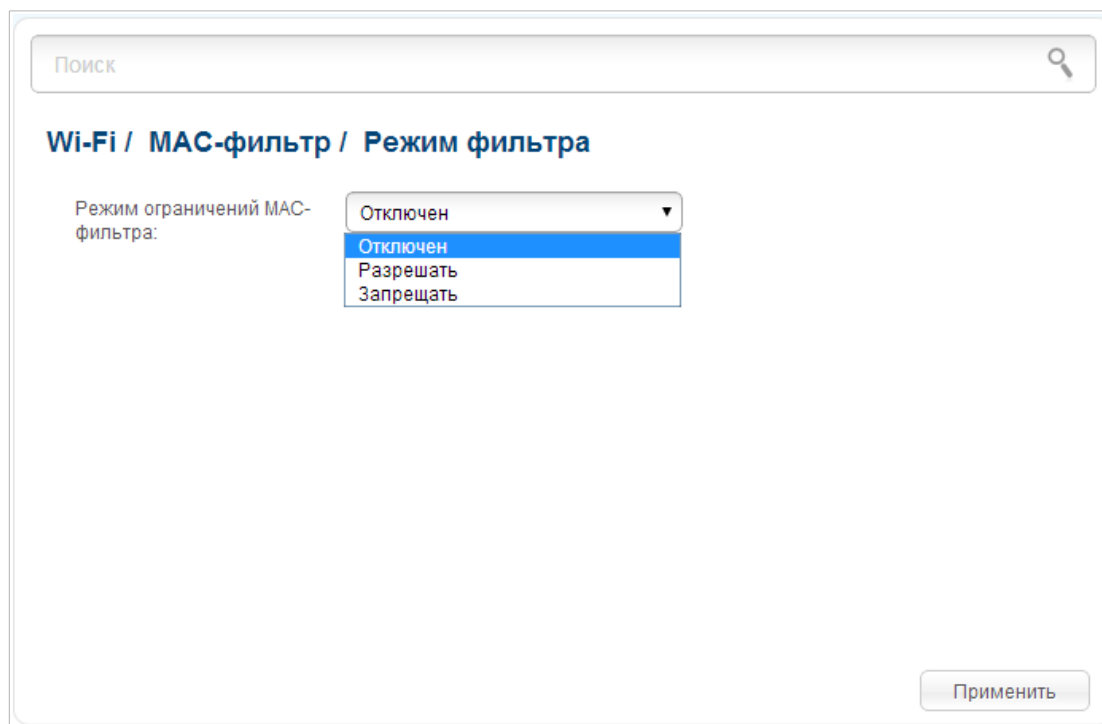 Поиск
Wi-Fi / MAC-фильтр / Режим фильтра
Режим ограничений MAC-
фильтра:
Отключен
Отключен
Разрешать
Запрещать
Применить